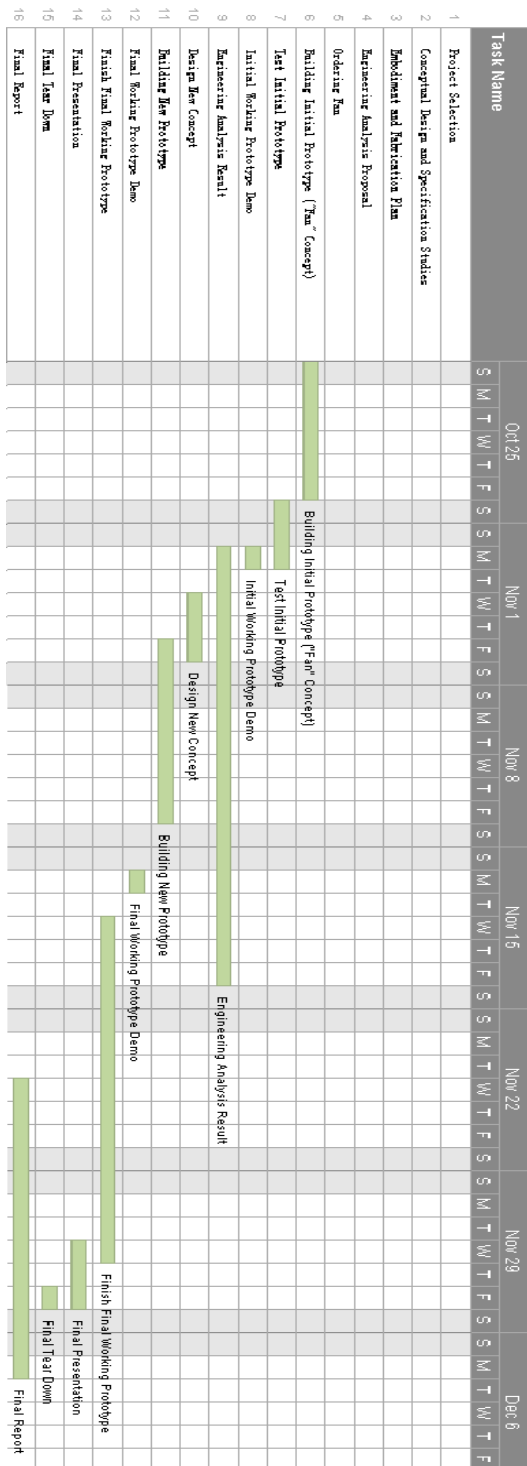 Task Name Oct 25 Nov 1 Nov 8 Nov 15 Nov 22 Nov 29 Dec 6
S M T W T F S S M T W T F S S M T W T F S S M T W T F S S M T W T F S S M T W T F S S M T W T F
1 Project Selection
2 Conceptual Design and Specification Studies
3 Embodiment and Fabrication Plan
4 Engineering Analysis Proposal
5 Ordering Fan
6 Building Initial Prototype ("Fan" Concept) Building Initial Prototype ("Fan" Concept)
7 Test Initial Prototype Test Initial Prototype
8 Initial Working Prototype Demo Initial Working Prototype Demo
9 Engineering Analysis Result Engineering Analysis Result
10 Design New Concept Design New Concept
11 Building New Prototype Building New Prototype
12 Final Working Prototype Demo Final Working Prototype Demo
13 Finish Final Working Prototype Finish Final Working Prototype
14 Final Presentation Final Presentation
15 Final Tear Down Final Tear Down
16 Final Report Final Report